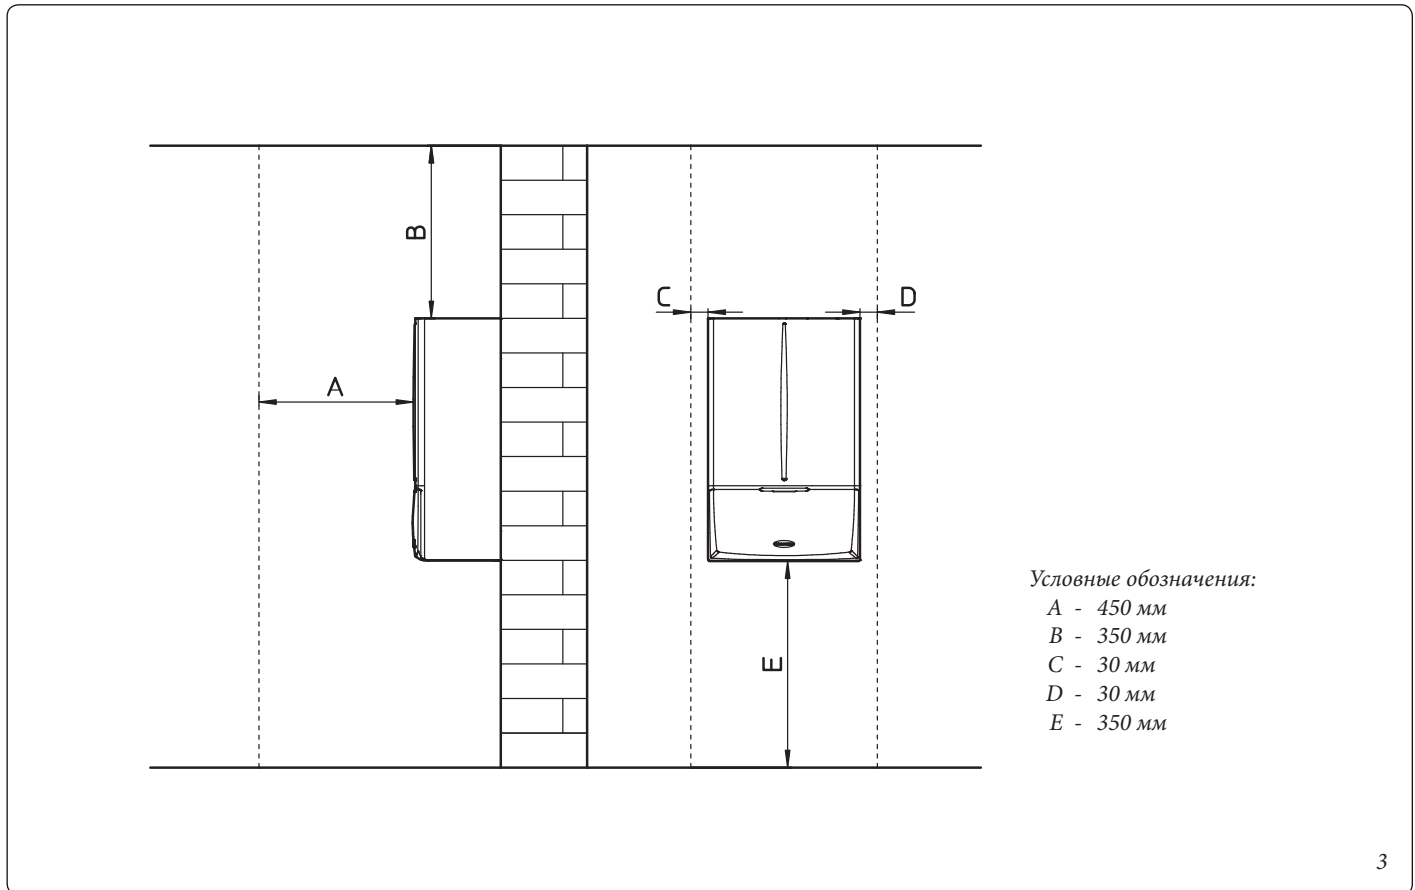 B
C
D
A
E
Условные обозначения:
A - 450 мм
B - 350 мм
C - 30 мм
D - 30 мм
E - 350 мм
3